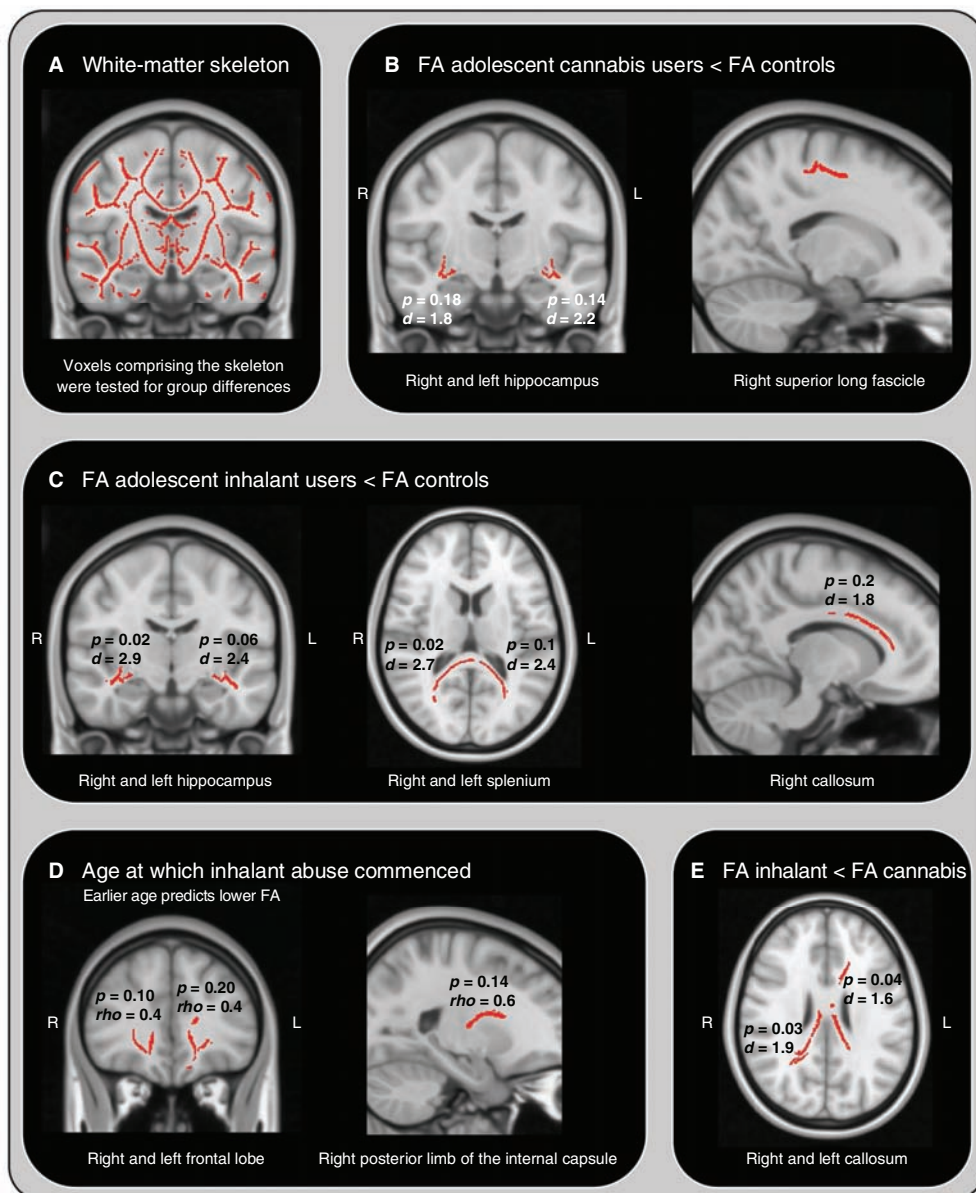 A White-matter skeleton
Voxels comprising the skeleton
were tested for group differences
B FA adolescent cannabis users < FA controls
R
L
p = 0.18
d = 1.8
p = 0.14
d = 2.2
Right and left hippocampus
Right superior long fascicle
C FA adolescent inhalant users < FA controls
R
L
p = 0.02
d = 2.9
p = 0.06
d = 2.4
Right and left hippocampus
R
L
p = 0.02
d = 2.7
p = 0.1
d = 2.4
Right and left splenium
p = 0.2
d = 1.8
Right callosum
D Age at which inhalant abuse commenced
Earlier age predicts lower FA
R
L
p = 0.10
rho = 0.4
p = 0.20
rho = 0.4
Right and left frontal lobe
p = 0.14
rho = 0.6
Right posterior limb of the internal capsule
E FA inhalant < FA cannabis
R
L
p = 0.04
d = 1.6
p = 0.03
d = 1.9
Right and left callosum